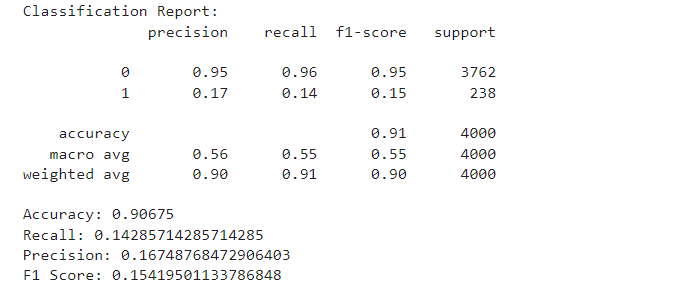 Classification Report:
precision recall f1-score support
0 0.95 0.96 0.95 3762
1 0.17 0.14 0.15 238
accuracy 0.91 4000
macro avg 0.56 0.55 0.55 4000
weighted avg 0.90 0.91 0.90 4000
Accuracy: 0.90675
Recall: 0.14285714285714285
Precision: 0.16748768472906403
F1 Score: 0.15419501133786848